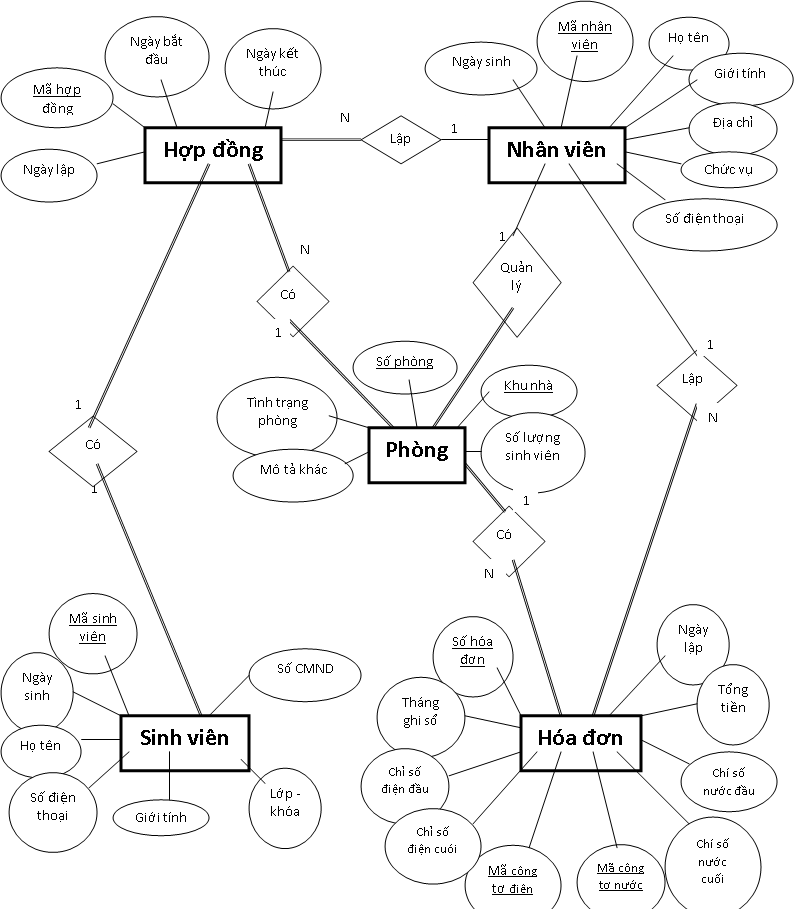 Ngày bắt
đầu
Ngày kết
thúc
Mã hợp
đồng
Ngày lập
Hợp đồng
N
Lập
1
Nhân viên
Ngày sinh
Mã nhân
viên
Họ tên
Giới tính
Địa chỉ
Chức vụ
Số điện thoại
N
Có
1
1
Quản
lý
1
Lập
N
1
Có
1
Số phòng
Khu nhà
Tình trạng
phòng
Mô tả khác
Phòng
Số lượng
sinh viên
1
Có
N
Mã sinh
viên
Ngày
sinh
Họ tên
Số điện
thoại
Giới tính
Lớp -
khóa
Số CMND
Sinh viên
Số hóa
đơn
Ngày
lập
Tháng
ghi sổ
Tổng
tiền
Hóa đơn
Chỉ số
điện đầu
Chí số
nước đầu
Chỉ số
điện cuối
Chí số
nước
cuối
Mã công
tơ điện
Mã công
tơ nước